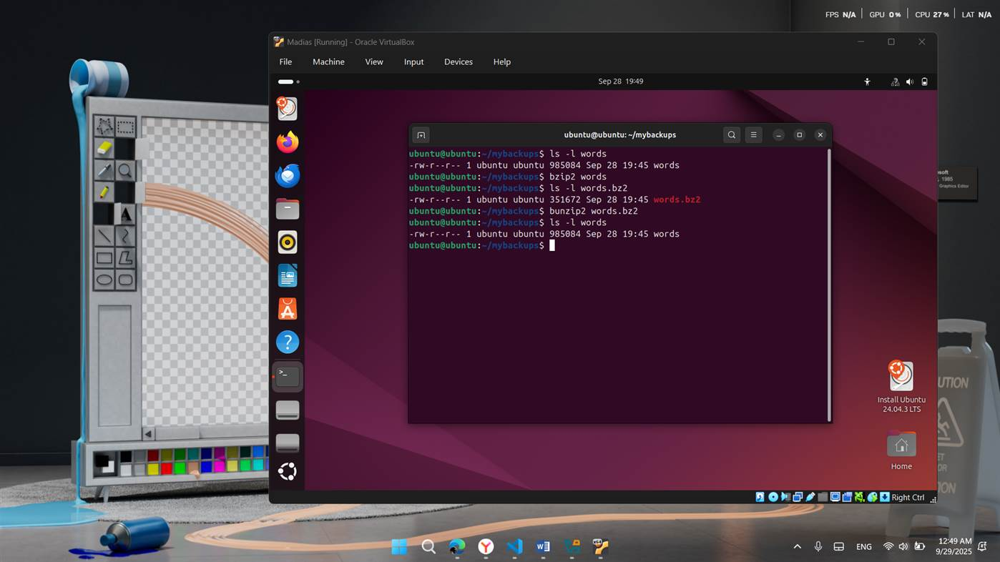 FPS N/A GPU 0% CPU 27% LAT N/A
Madias [Running] - Oracle VirtualBox
File Machine View Input Devices Help
Sep 28 19:49
ubuntu@ubuntu: ~/mybackups
ubuntu@ubuntu:~/mybackups$ ls -l words
-rw-r--r-- 1 ubuntu ubuntu 985084 Sep 28 19:45 words
ubuntu@ubuntu:~/mybackups$ bzip2 words
ubuntu@ubuntu:~/mybackups$ ls -l words.bz2
-rw-r--r-- 1 ubuntu ubuntu 351672 Sep 28 19:45 words.bz2
ubuntu@ubuntu:~/mybackups$ bunzip2 words.bz2
ubuntu@ubuntu:~/mybackups$ ls -l words
-rw-r--r-- 1 ubuntu ubuntu 985084 Sep 28 19:45 words
ubuntu@ubuntu:~/mybackups$
osoft
, 1985
Graphics Editor
A
Install Ubuntu
24.04.3 LTS
Home
UTION
ET
OR
ION
Right Ctrl
ENG
12:49 AM
9/29/2025